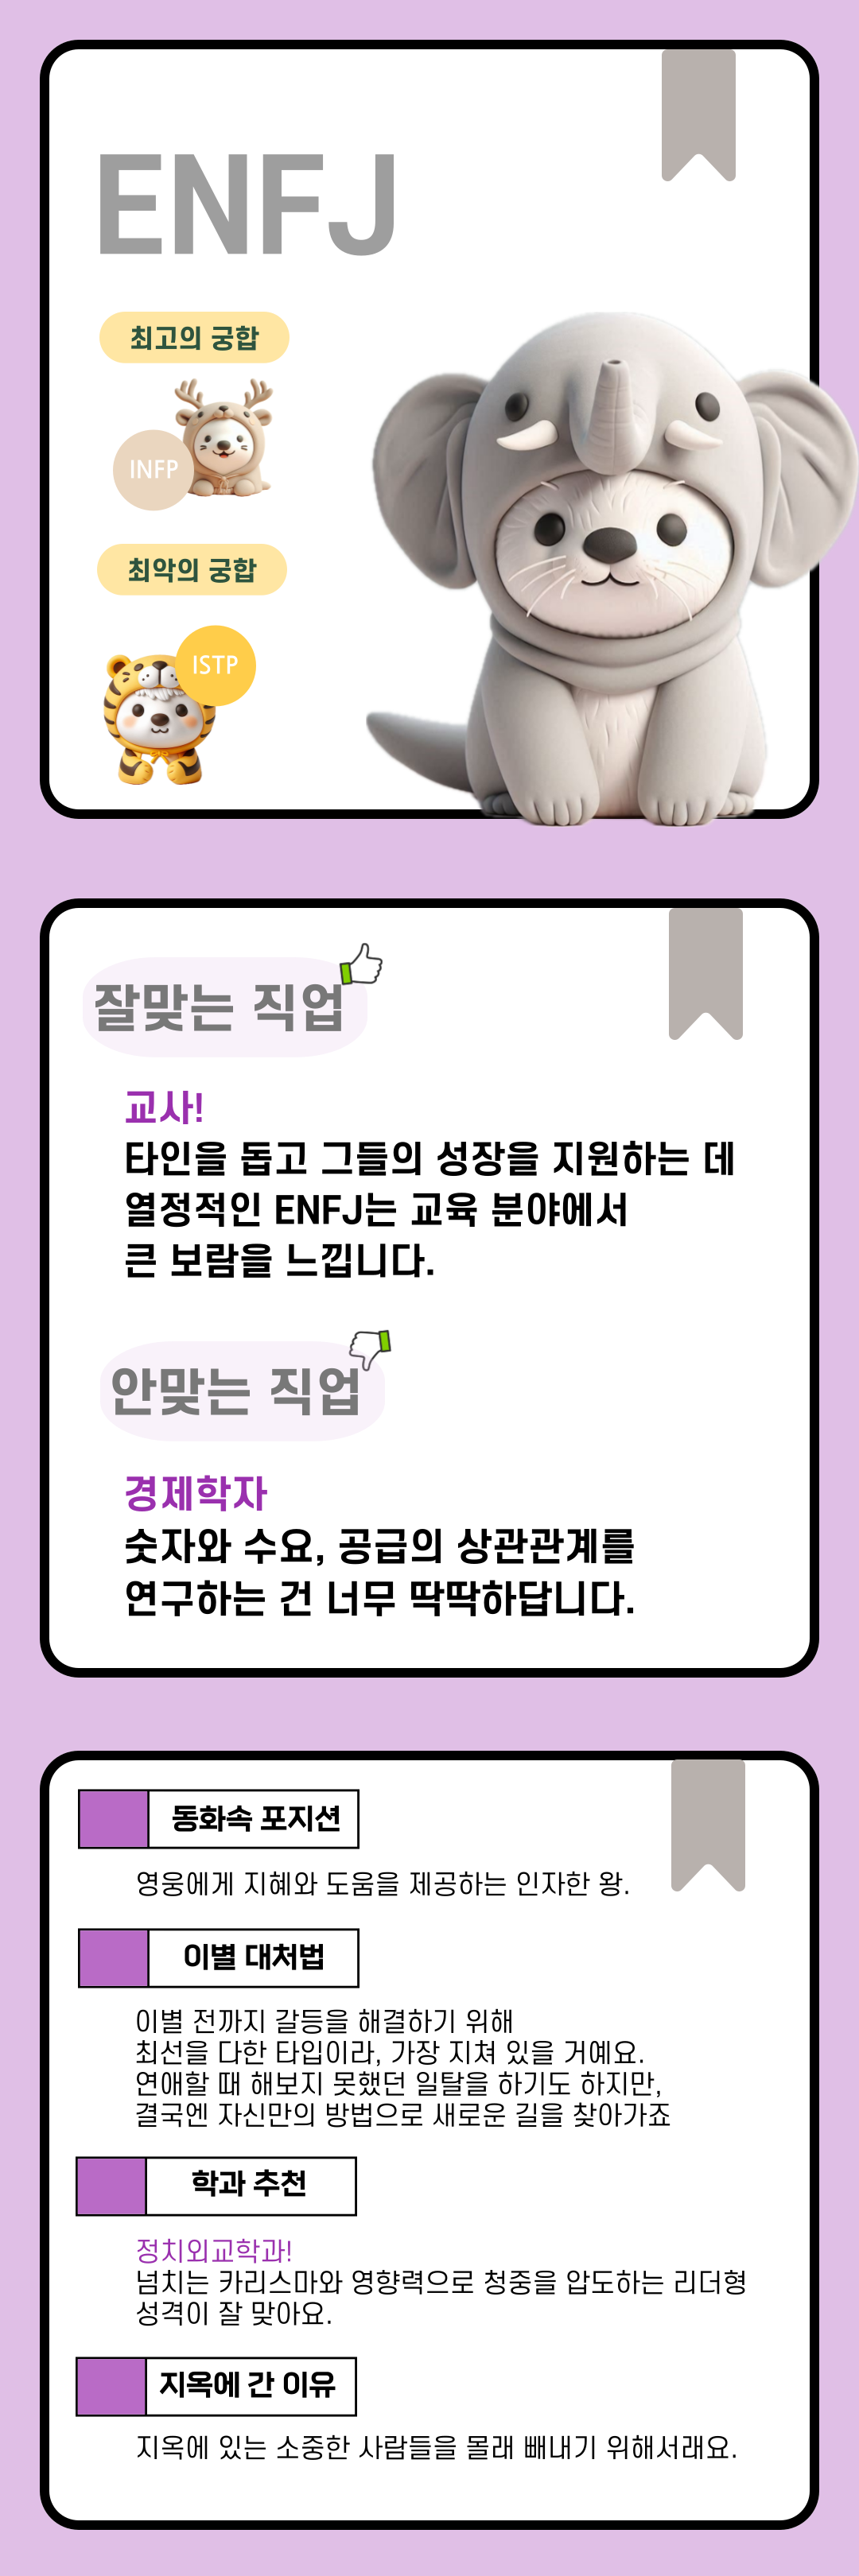 ENFJ
최고의 궁합
INFP
최악의 궁합
ISTP
잘맞는 직업
교사!
타인을 돕고 그들의 성장을 지원하는 데
열정적인 ENFJ는 교육 분야에서
큰 보람을 느낍니다.
안맞는 직업
경제학자
숫자와 수요, 공급의 상관관계를
연구하는 건 너무 딱딱하답니다.
동화속 포지션
영웅에게 지혜와 도움을 제공하는 인자한 왕.
이별 대처법
이별 전까지 갈등을 해결하기 위해
최선을 다한 타입이라, 가장 지쳐 있을 거예요.
연애할 때 해보지 못했던 일탈을 하기도 하지만,
결국엔 자신만의 방법으로 새로운 길을 찾아가죠
학과 추천
정치외교학과!
넘치는 카리스마와 영향력으로 청중을 압도하는 리더형
성격이 잘 맞아요.
지옥에 간 이유
지옥에 있는 소중한 사람들을 몰래 빼내기 위해서래요.